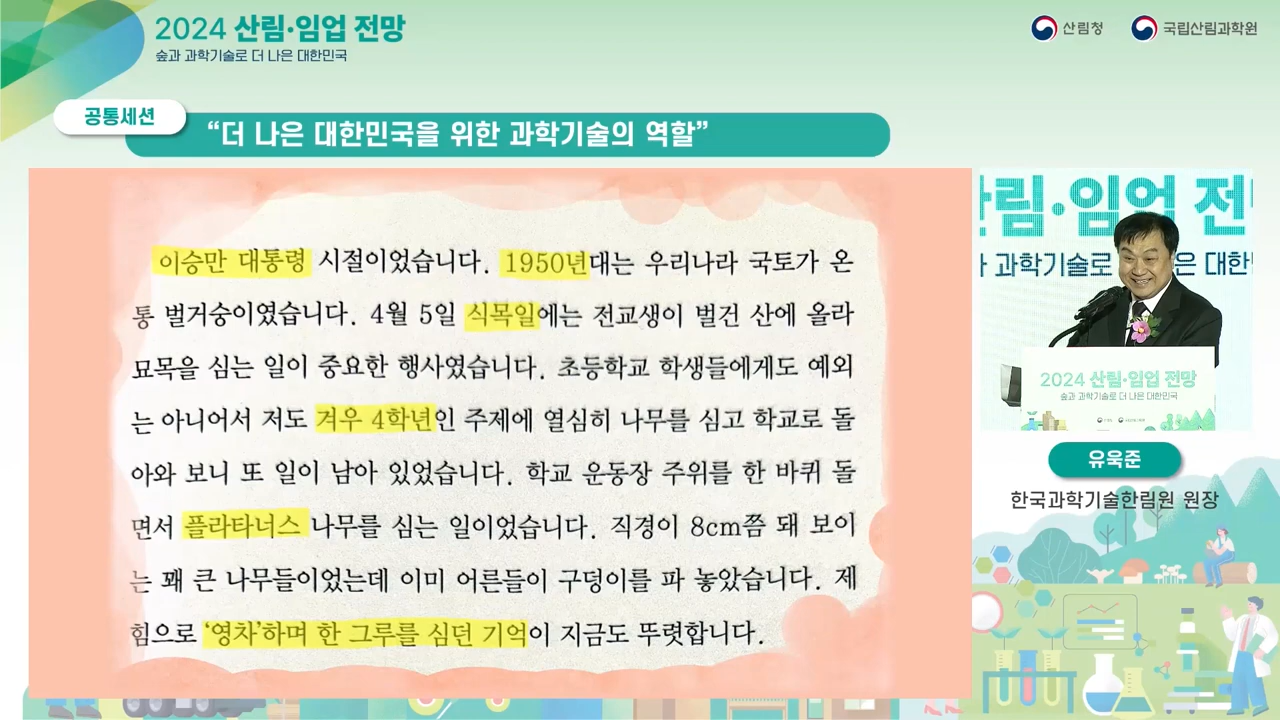 2024 산림·임업 전망
숲과 과학기술로 더 나은 대한민국
산림청
국립산림과학원
공통세션
“더 나은 대한민국을 위한 과학기술의 역할”
이승만 대통령 시절이었습니다. 1950년대는 우리나라 국토가 온
통 벌거숭이였습니다. 4월 5일 식목일에는 전교생이 벌건 산에 올라
묘목을 심는 일이 중요한 행사였습니다. 초등학교 학생들에게도 예외
는 아니어서 저도 겨우 4학년인 주제에 열심히 나무를 심고 학교로 돌
아와 보니 또 일이 남아 있었습니다. 학교 운동장 주위를 한 바퀴 돌
면서 플라타너스 나무를 심는 일이었습니다. 직경이 8cm쯤 돼 보이
는 꽤 큰 나무들이었는데 이미 어른들이 구덩이를 파 놓았습니다. 제
힘으로 ‘영차’하며 한 그루를 심던 기억이 지금도 뚜렷합니다.
산림·임업 전
과학기술로 은 대한
2024 산림·임업 전망
숲과 과학기술로 더 나은 대한민국
유욱준
한국과학기술한림원 원장